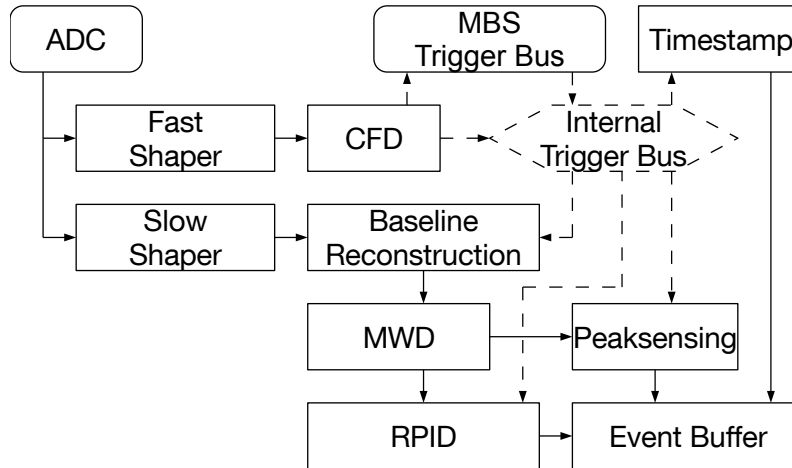 ADC
MBS
Trigger Bus
Timestamp
Fast
Shaper
CFD
Internal
Trigger Bus
Slow
Shaper
Baseline
Reconstruction
MWD
Peaksensing
RPID
Event Buffer